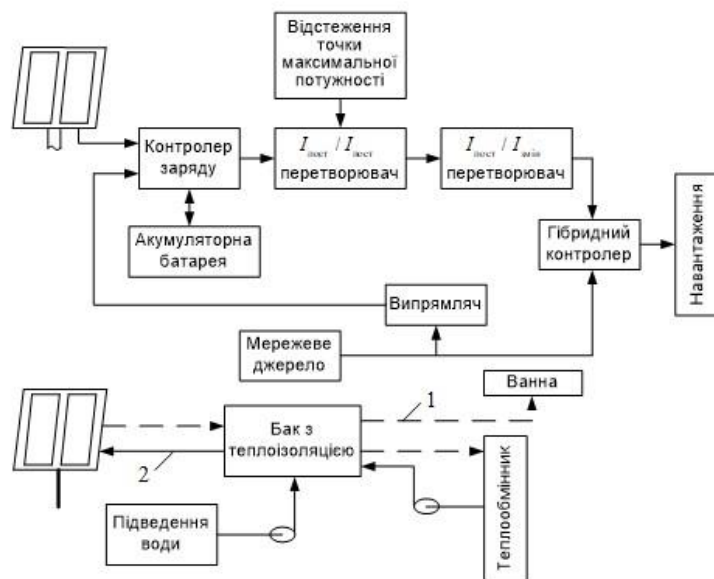 Відстеження
точки
максимальної
потужності
Контролер
заряду
Iпост / Iпост
перетворювач
Iпост / Iзмін
перетворювач
Акумуляторна
батарея
Гібридний
контролер
Навантаження
Випрямляч
Мережеве
джерело
Ванна
1
Бак з
теплоізоляцією
2
Теплообмінник
Підведення
води